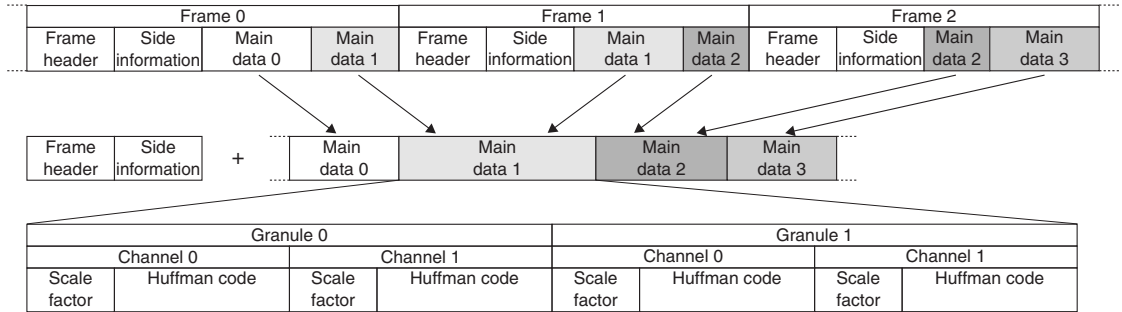 Frame 0 Frame 1 Frame 2
Frame Side Main Main Frame Side Main Main Frame Side Main Main
header information data 0 data 1 header information data 1 data 2 header information data 2 data 3
Frame Side + Main Main Main Main
header information data 0 data 1 data 2 data 3
Granule 0 Granule 1
Channel 0 Channel 1 Channel 0 Channel 1
Scale Huffman code Scale Huffman code Scale Huffman code Scale Huffman code
factor factor factor factor